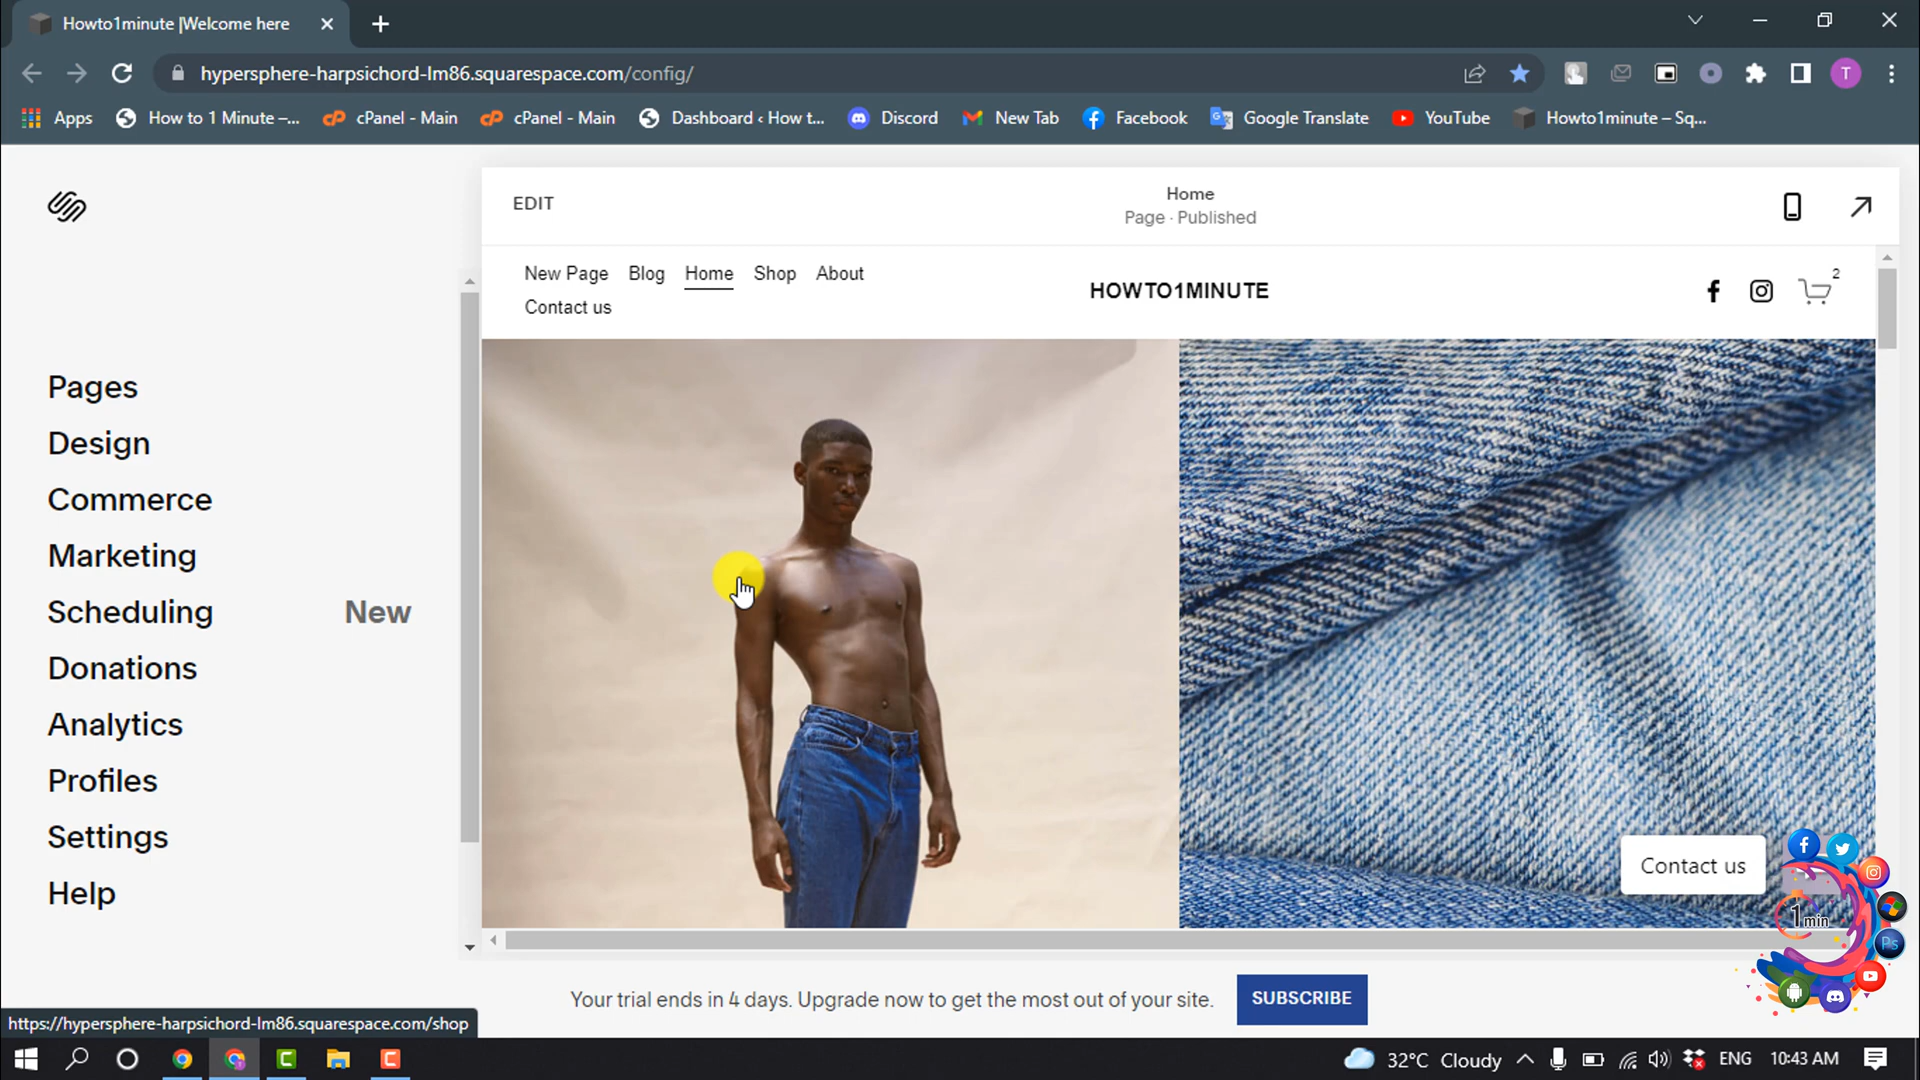 Howto1minute |Welcome here
hypersphere-harpsichord-lm86.squarespace.com/config/
T
Apps How to 1 Minute –... cPanel - Main cPanel - Main Dashboard ‹ How t... Discord New Tab Facebook Google Translate YouTube Howto1minute – Sq...
EDIT
Home
Page · Published
New Page Blog Home Shop About
Contact us
HOWTO1MINUTE
2
Pages
Design
Commerce
Marketing
Scheduling New
Donations
Analytics
Profiles
Settings
Help
Contact us
1 min
Ps
Your trial ends in 4 days. Upgrade now to get the most out of your site. SUBSCRIBE
https://hypersphere-harpsichord-lm86.squarespace.com/shop
32°C Cloudy ENG 10:43 AM